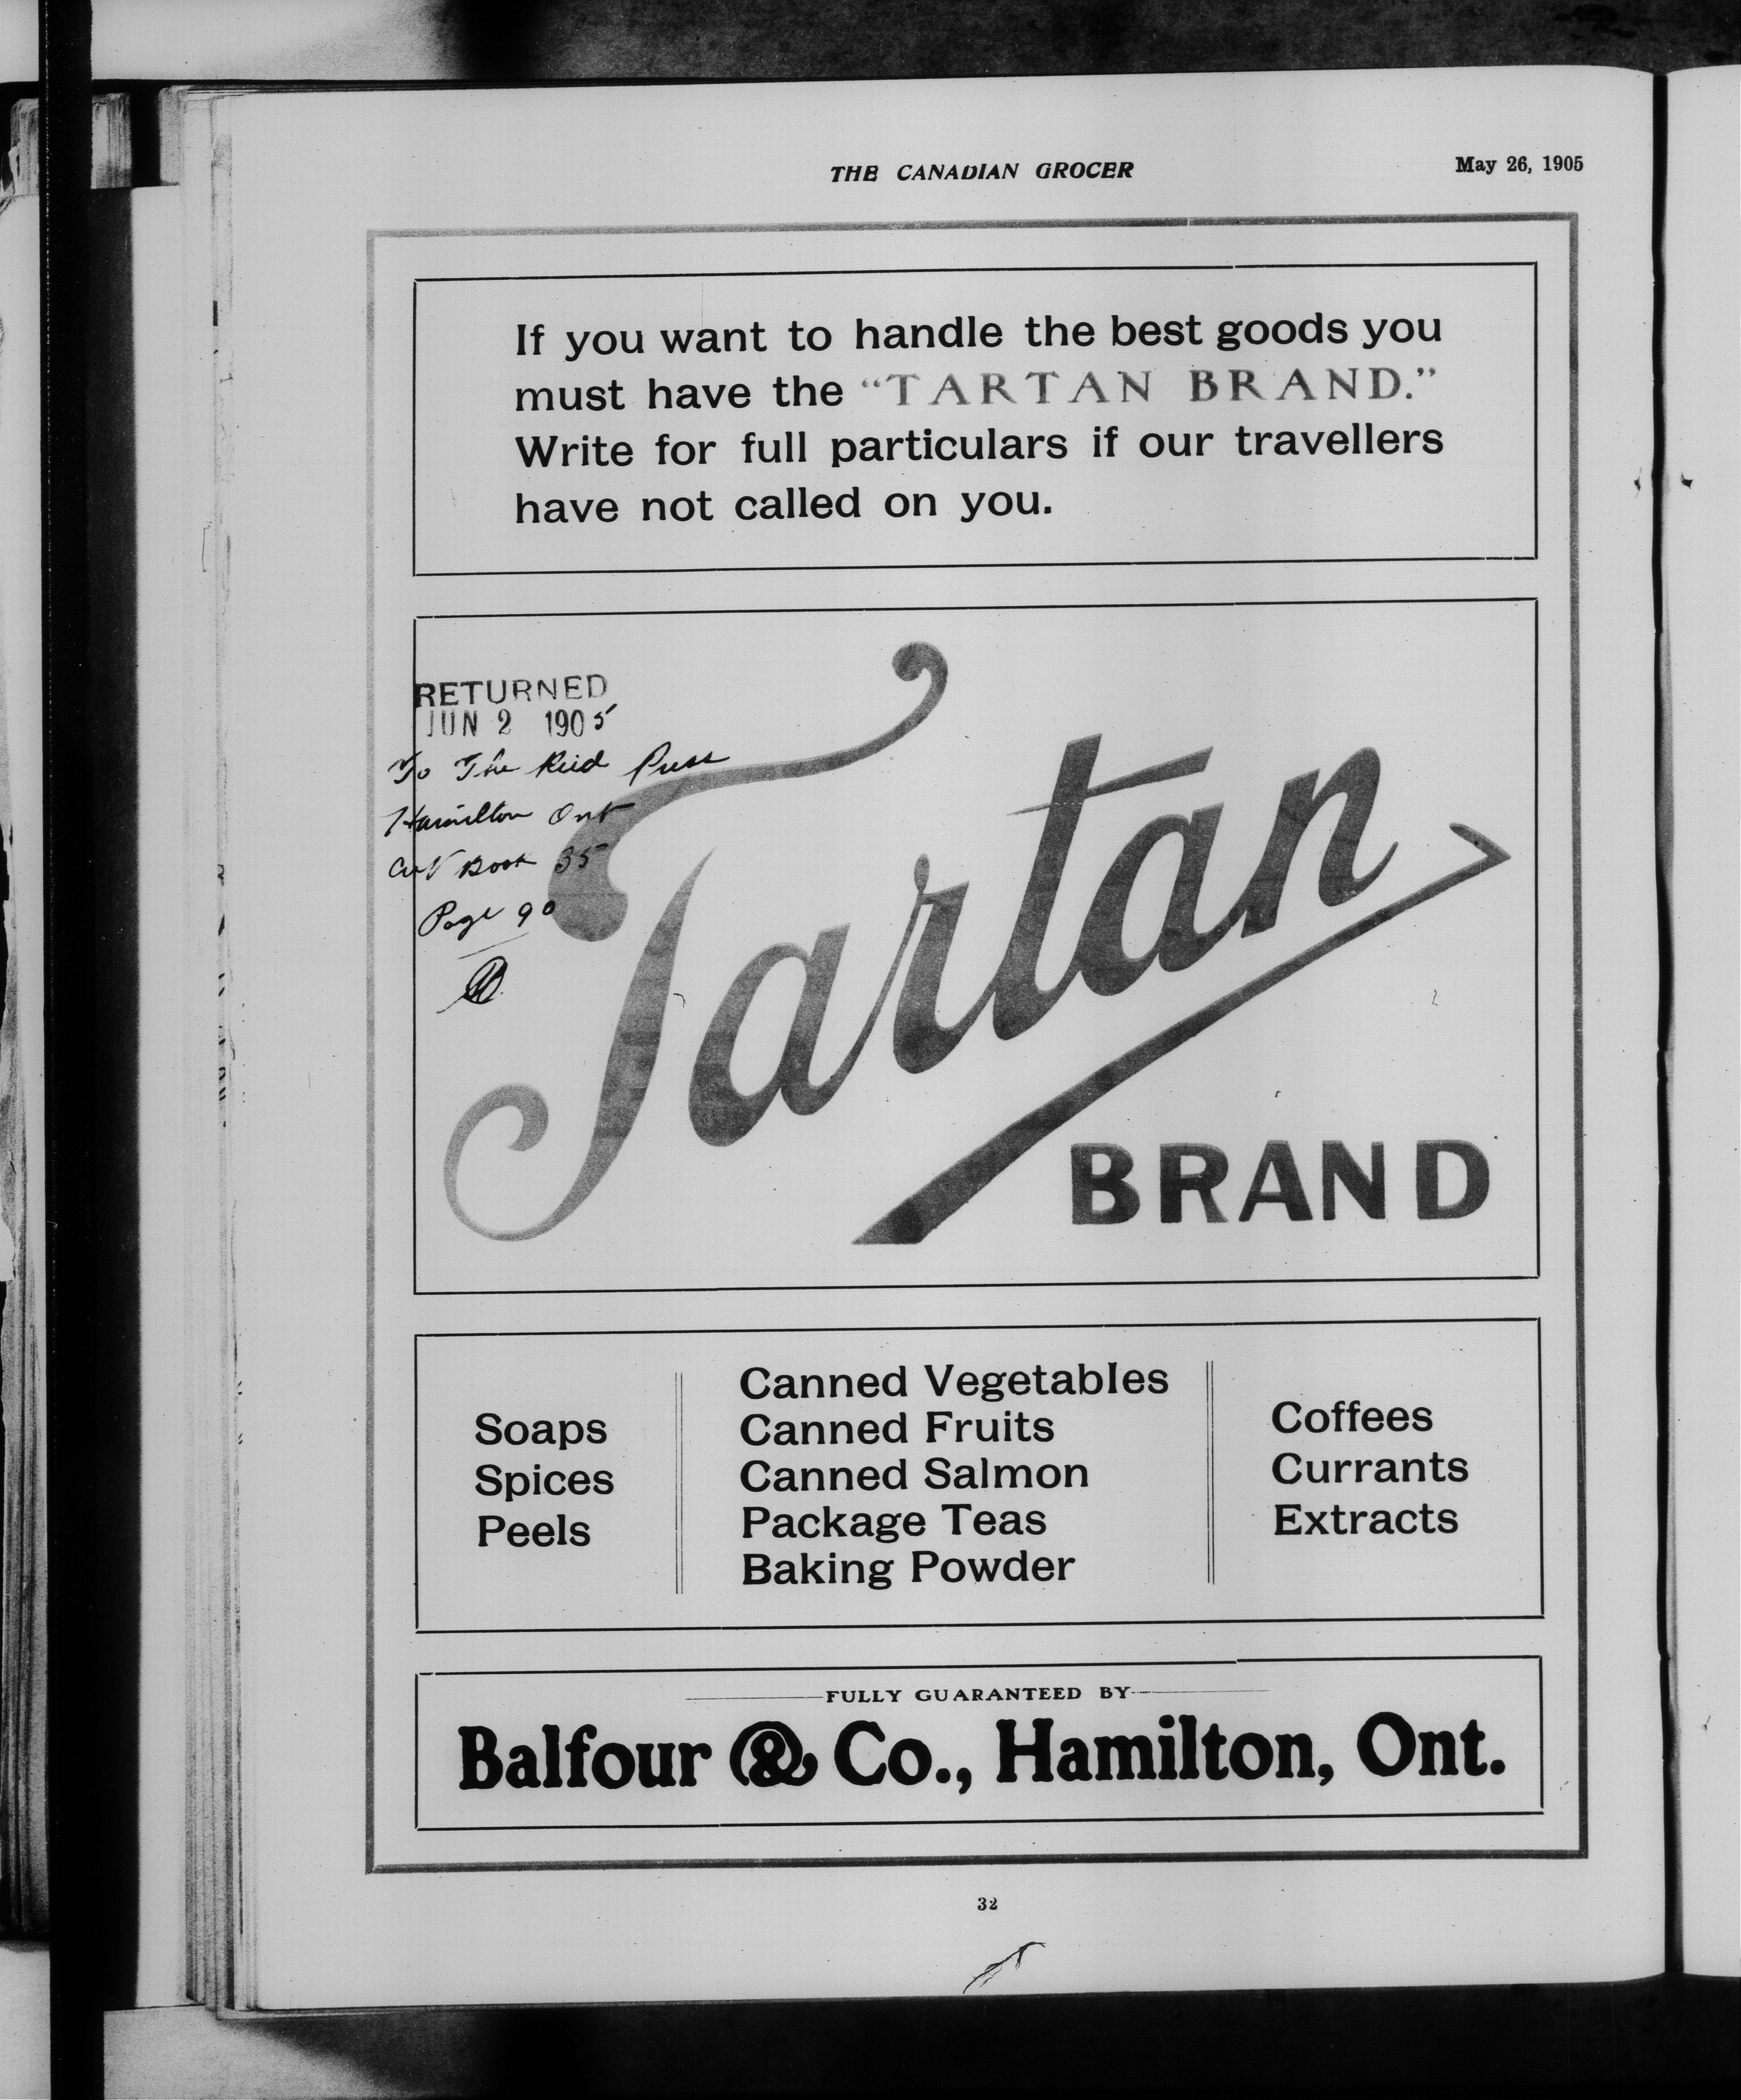 THE CANADIAN GROCER
May 26, 1905
If you want to handle the best goods you
must have the "TARTAN BRAND."
Write for full particulars if our travellers
have not called on you.
RETURNED
JUN 2 1905
To The Reid Press
Hamilton Ont
Cut Book 35
Page 90
Tartan
BRAND
Soaps
Spices
Peels
Canned Vegetables
Canned Fruits
Canned Salmon
Package Teas
Baking Powder
Coffees
Currants
Extracts
FULLY GUARANTEED BY
Balfour & Co., Hamilton, Ont.
32